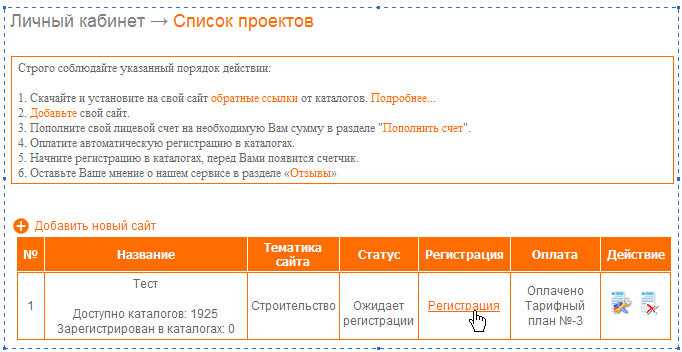 Личный кабинет → Список проектов
Строго соблюдайте указанный порядок действии:
1. Скачайте и установите на свой сайт обратные ссылки от каталогов. Подробнее...
2. Добавьте свой сайт.
3. Пополните свой лицевой счет на необходимую Вам сумму в разделе "Пополнить счет".
4. Оплатите автоматическую регистрацию в каталогах.
5. Начните регистрацию в каталогах, перед Вами появится счетчик.
6. Оставьте Ваше мнение о нашем сервисе в разделе «Отзывы»
Добавить новый сайт
№ Название Тематика сайта Статус Регистрация Оплата Действие
1
Тест
Доступно каталогов: 1925
Зарегистрирован в каталогах: 0
Строительство
Ожидает
регистрации
Регистрация
Оплачено
Тарифный
план №-3